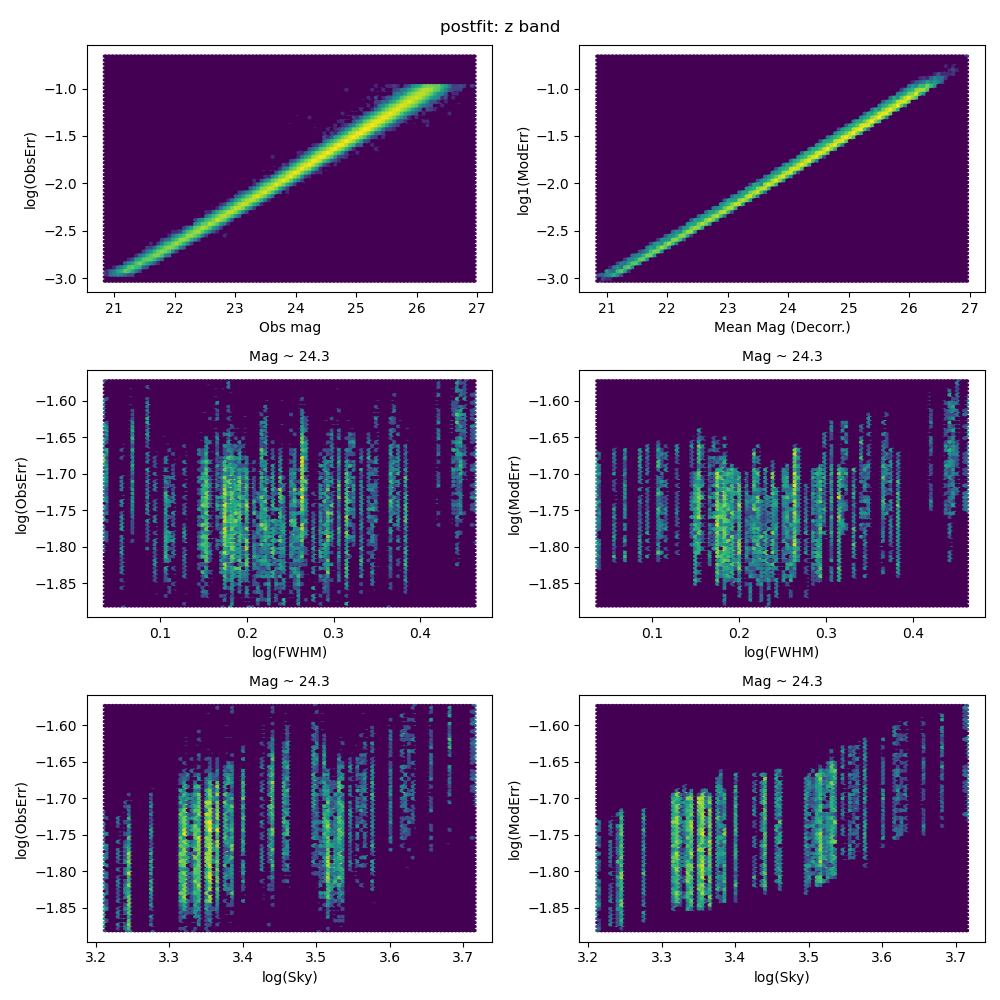 postfit: z band
log(ObsErr)
−1.0
−1.5
−2.0
−2.5
−3.0
21 22 23 24 25 26 27
Obs mag
log1(ModErr)
−1.0
−1.5
−2.0
−2.5
−3.0
21 22 23 24 25 26 27
Mean Mag (Decorr.)
Mag ~ 24.3
log(ObsErr)
−1.60
−1.65
−1.70
−1.75
−1.80
−1.85
0.1 0.2 0.3 0.4
log(FWHM)
Mag ~ 24.3
log(ModErr)
−1.60
−1.65
−1.70
−1.75
−1.80
−1.85
0.1 0.2 0.3 0.4
log(FWHM)
Mag ~ 24.3
log(ObsErr)
−1.60
−1.65
−1.70
−1.75
−1.80
−1.85
3.2 3.3 3.4 3.5 3.6 3.7
log(Sky)
Mag ~ 24.3
log(ModErr)
−1.60
−1.65
−1.70
−1.75
−1.80
−1.85
3.2 3.3 3.4 3.5 3.6 3.7
log(Sky)